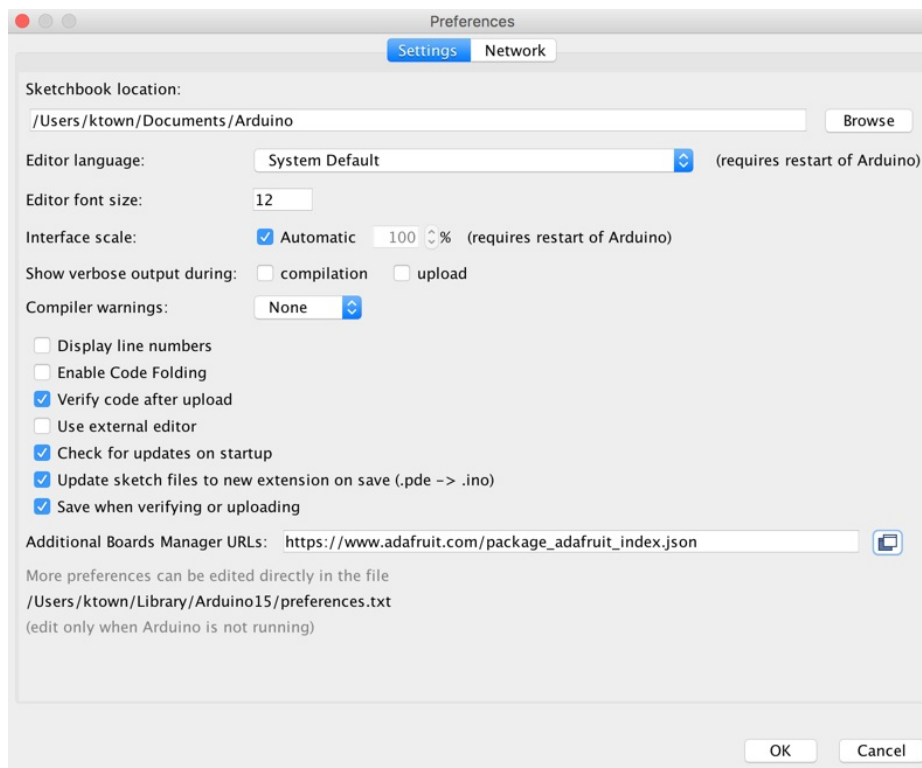 Preferences
Settings Network
Sketchbook location:
/Users/ktown/Documents/Arduino Browse
Editor language: System Default (requires restart of Arduino)
Editor font size: 12
Interface scale: Automatic 100 % (requires restart of Arduino)
Show verbose output during: compilation upload
Compiler warnings: None
Display line numbers
Enable Code Folding
Verify code after upload
Use external editor
Check for updates on startup
Update sketch files to new extension on save (.pde -> .ino)
Save when verifying or uploading
Additional Boards Manager URLs: https://www.adafruit.com/package_adafruit_index.json
More preferences can be edited directly in the file
/Users/ktown/Library/Arduino15/preferences.txt
(edit only when Arduino is not running)
OK Cancel